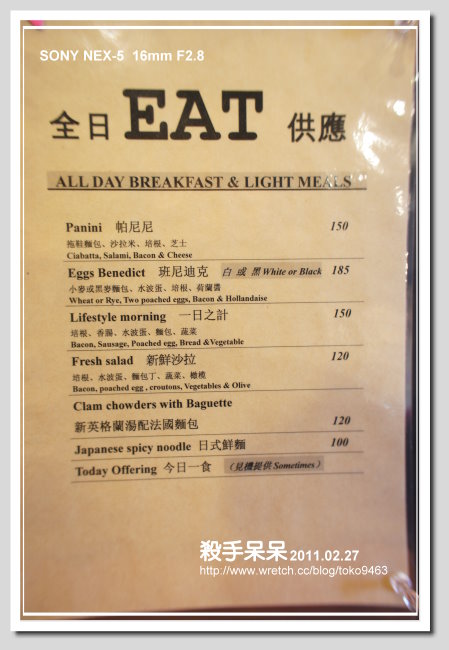 SONY NEX-5 16mm F2.8
全日 EAT 供應
ALL DAY BREAKFAST & LIGHT MEALS
Panini 帕尼尼 150
拖鞋麵包、沙拉米、培根、芝士
Ciabatta, Salami, Bacon & Cheese
Eggs Benedict 班尼迪克 白 或 黑 White or Black 185
小麥或黑麥麵包、水波蛋、培根、荷蘭醬
Wheat or Rye, Two poached eggs, Bacon & Hollandaise
Lifestyle morning 一日之計 150
培根、香腸、水波蛋、麵包、蔬菜
Bacon, Sausage, Poached egg, Bread &Vegetable
Fresh salad 新鮮沙拉 120
培根、水波蛋、麵包丁、蔬菜、橄欖
Bacon, poached egg , croutons, Vegetables & Olive
Clam chowders with Baguette
新英格蘭湯配法國麵包 120
Japanese spicy noodle 日式鮮麵 100
Today Offering 今日一食 (見機提供 Sometimes)
殺手呆呆 2011.02.27
http://www.wretch.cc/blog/toko9463